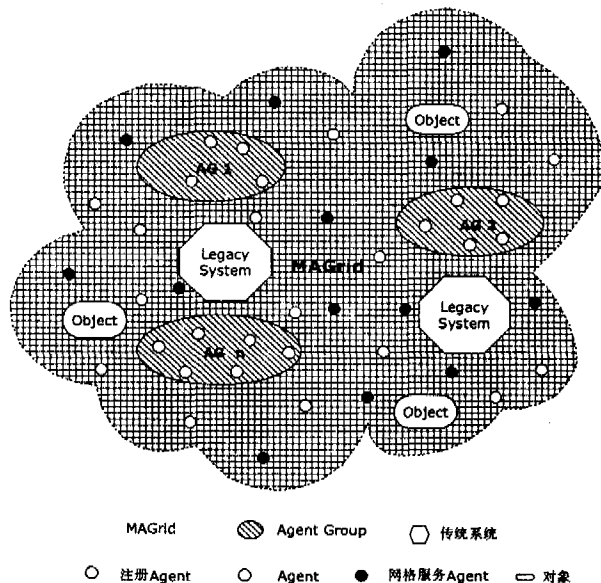 Object
AG 1
AG 2
Legacy
System
MAGrid
Object
Legacy
System
AG n
Object
MAGrid
Agent Group
传统系统
注册Agent
Agent
网格服务Agent
对象